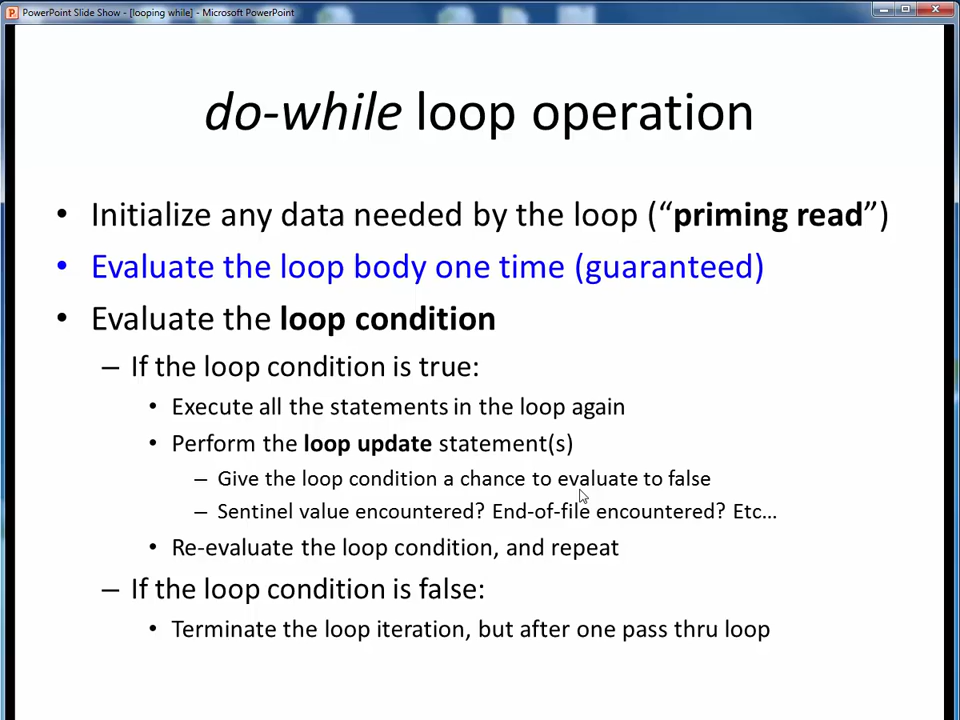 PowerPoint Slide Show - [looping while] - Microsoft PowerPoint
do-while loop operation
• Initialize any data needed by the loop (“priming read”)
• Evaluate the loop body one time (guaranteed)
• Evaluate the loop condition
– If the loop condition is true:
• Execute all the statements in the loop again
• Perform the loop update statement(s)
– Give the loop condition a chance to evaluate to false
– Sentinel value encountered? End-of-file encountered? Etc…
• Re-evaluate the loop condition, and repeat
– If the loop condition is false:
• Terminate the loop iteration, but after one pass thru loop